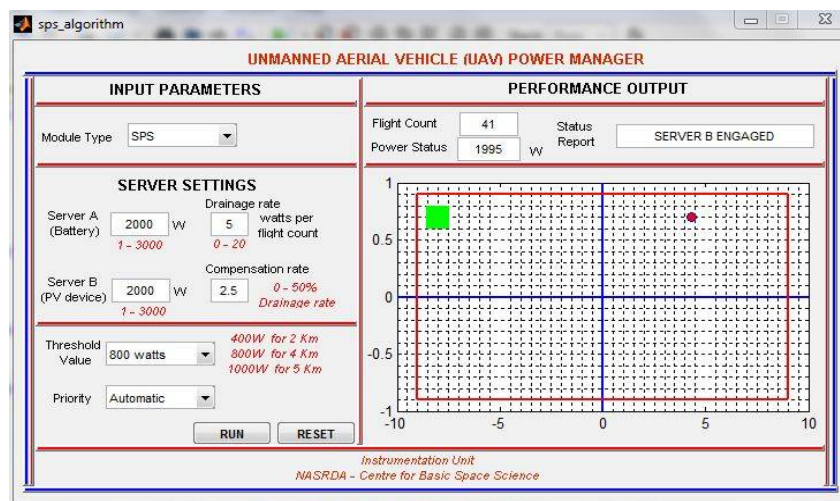 sps_algorithm
UNMANNED AERIAL VEHICLE (UAV) POWER MANAGER
INPUT PARAMETERS
Module Type SPS
SERVER SETTINGS
Server A (Battery) 2000 W
1 - 3000
Drainage rate
5 watts per flight count
0 - 20
Server B (PV device) 2000 W
1 - 3000
Compensation rate
2.5 0 - 50% Drainage rate
Threshold Value 800 watts
400W for 2 Km
800W for 4 Km
1000W for 5 Km
Priority Automatic
RUN RESET
PERFORMANCE OUTPUT
Flight Count 41
Power Status 1995 W
Status Report SERVER B ENGAGED
1
0.5
0
-0.5
-1
-10 -5 0 5 10
Instrumentation Unit
NASRDA - Centre for Basic Space Science